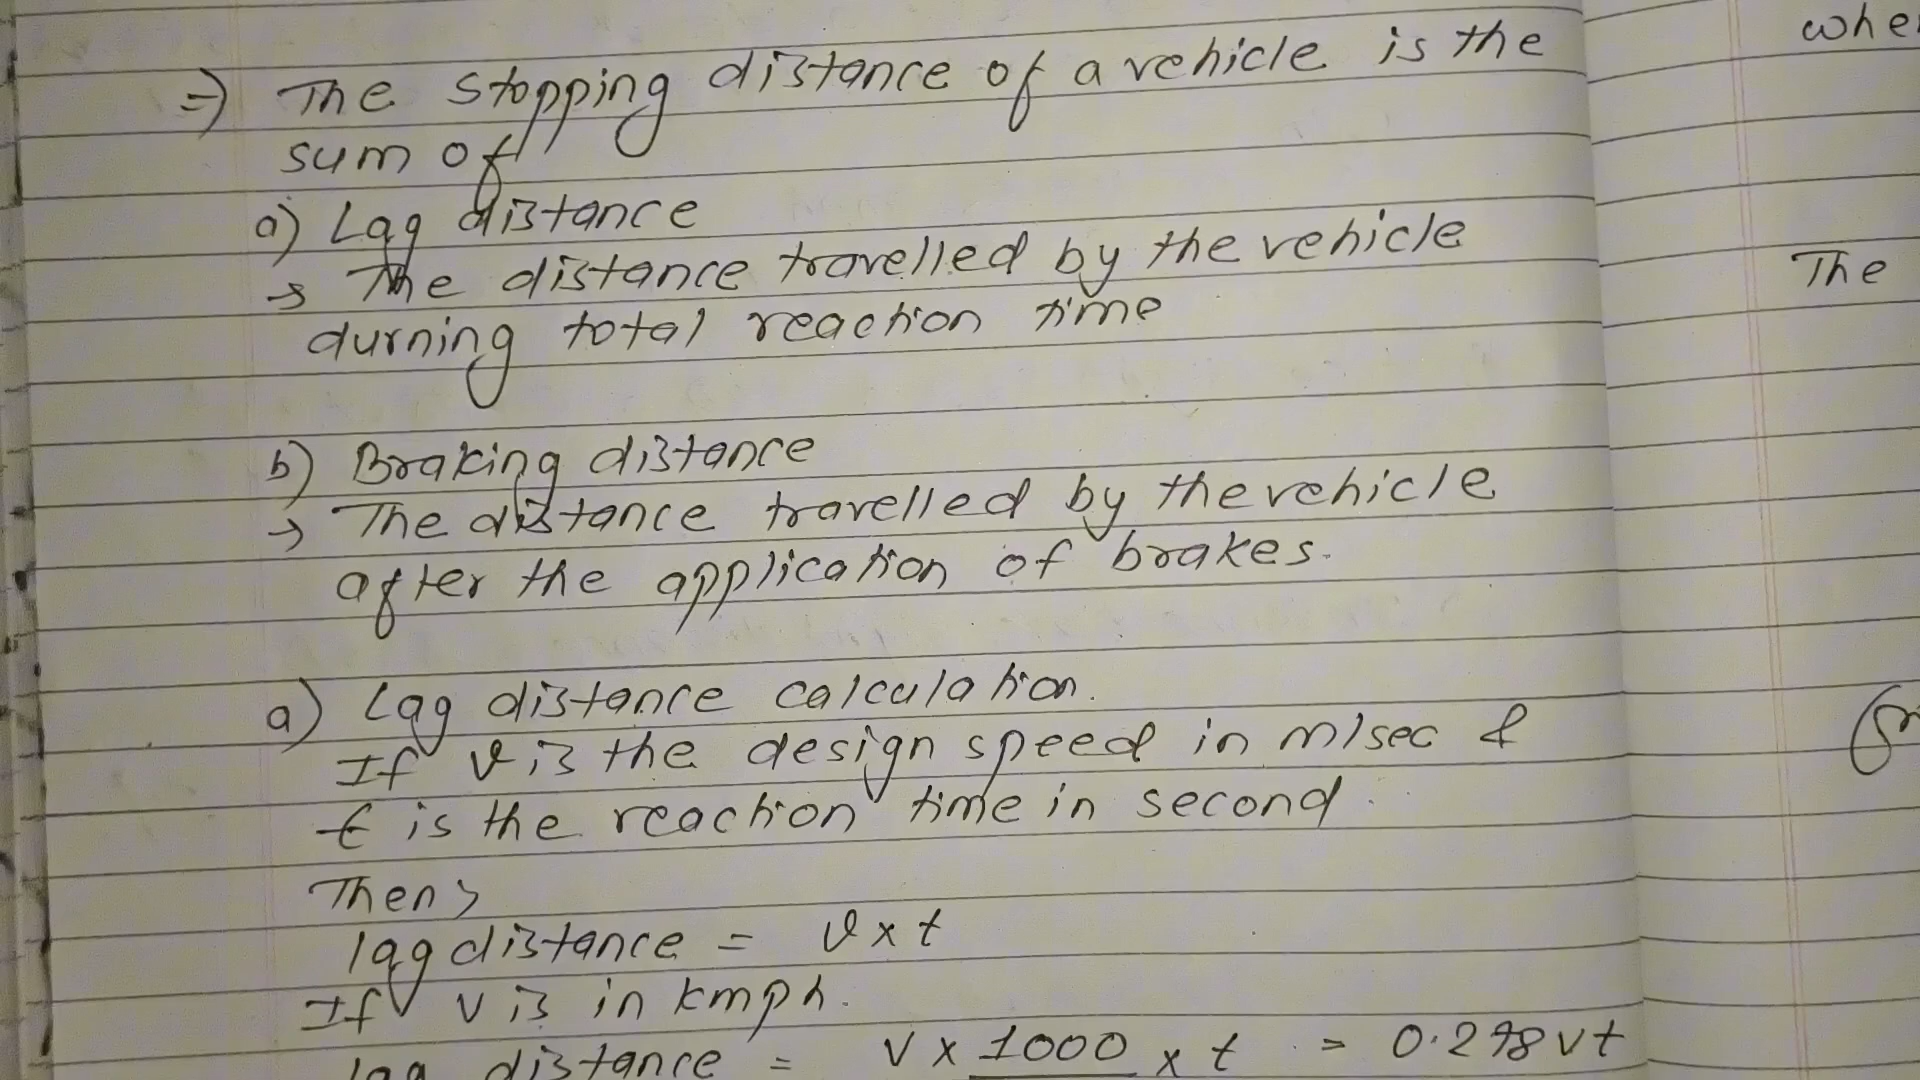 =) The stopping distance of a vehicle is the
sum of
a) Lag distance
→ The distance travelled by the vehicle
durning total reaction time
b) Braking distance
→ The distance travelled by the vehicle
after the application of brakes.
a) Lag distance calculation.
If v is the design speed in m/sec &
t is the reaction time in second.
Then,
lag distance = v x t
If V is in kmph.
lag distance = V x 1000 x t = 0.278vt
whe
The